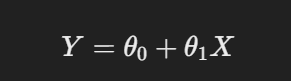 Y = θ₀ + θ₁X